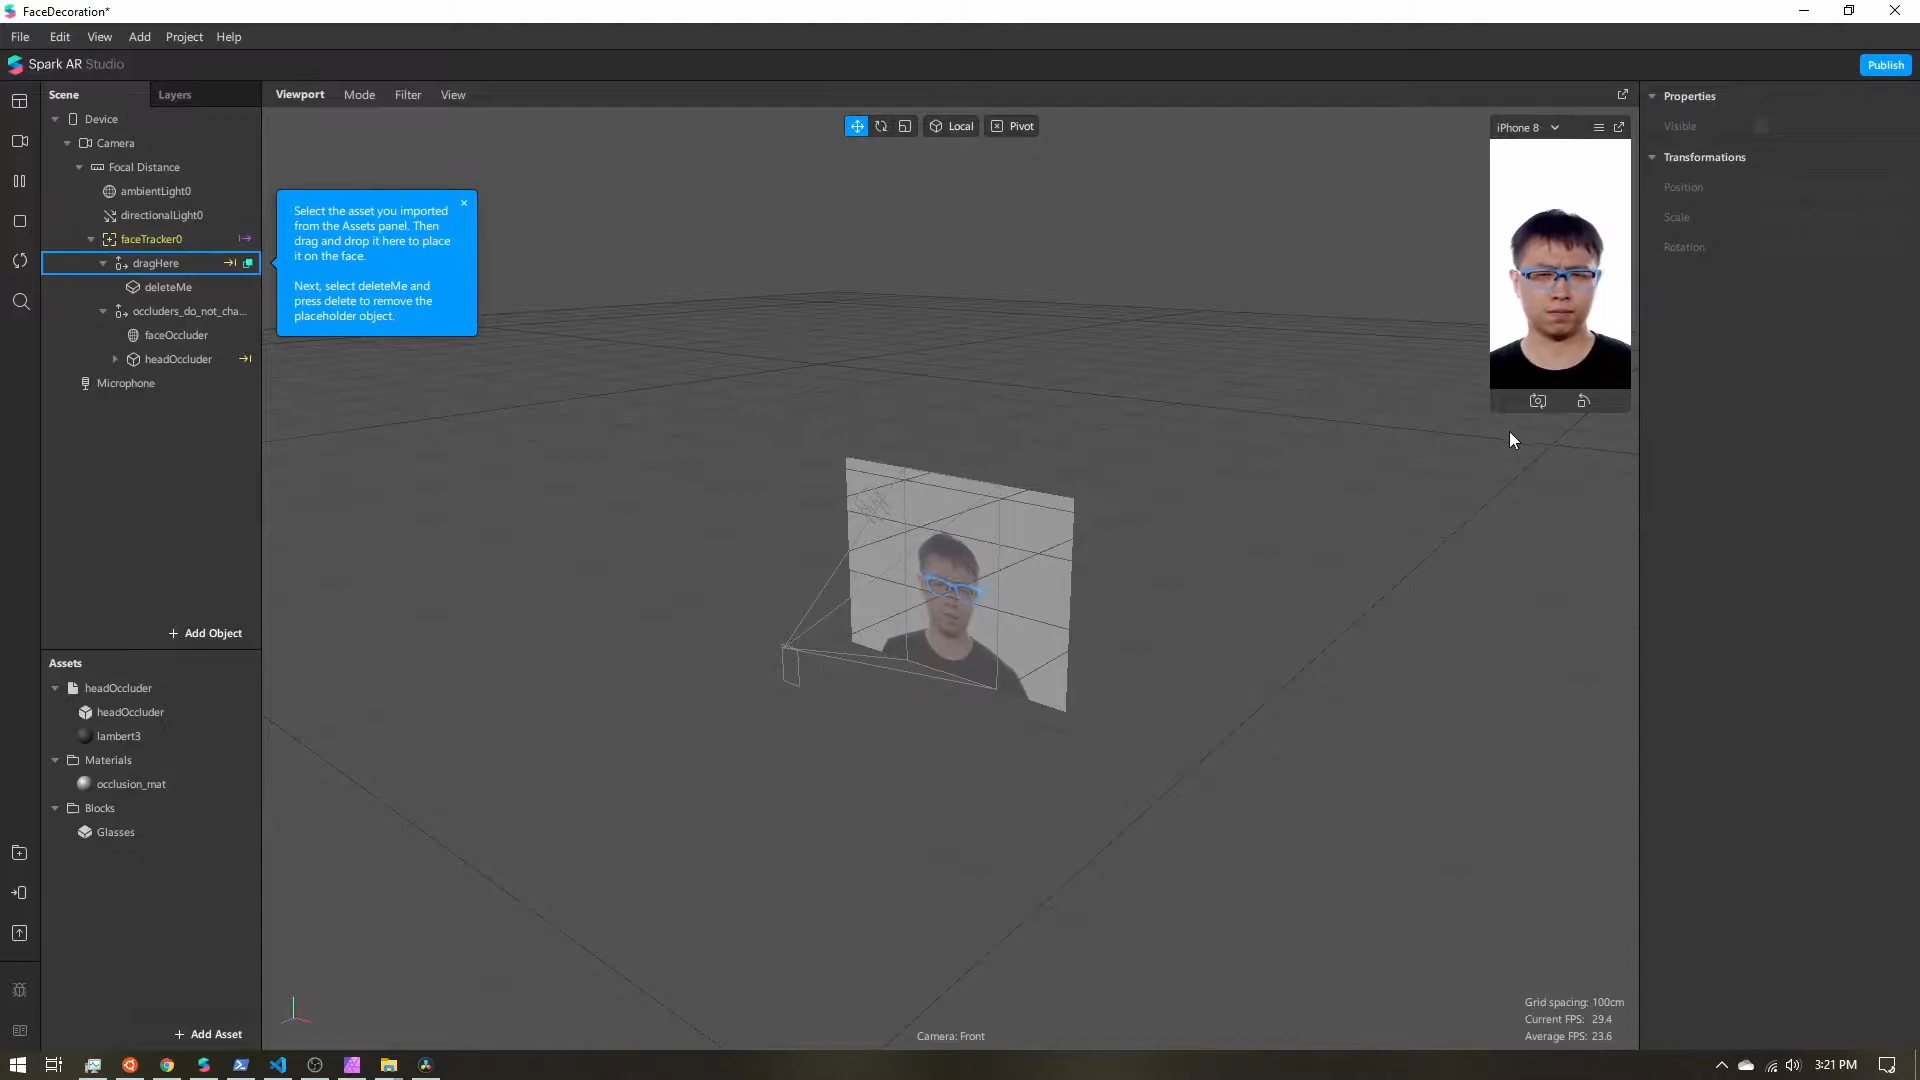 FaceDecoration*
File Edit View Add Project Help
Spark AR Studio
Publish
Scene
Layers
Device
Camera
Focal Distance
ambientLight0
directionalLight0
faceTracker0
dragHere
deleteMe
occluders_do_not_cha...
faceOccluder
headOccluder
Microphone
+ Add Object
Assets
headOccluder
headOccluder
lambert3
Materials
occlusion_mat
Blocks
Glasses
+ Add Asset
Viewport Mode Filter View
Local
Pivot
Select the asset you imported
from the Assets panel. Then
drag and drop it here to place
it on the face.
Next, select deleteMe and
press delete to remove the
placeholder object.
iPhone 8
Camera: Front
Grid spacing: 100cm
Current FPS: 29.4
Average FPS: 23.6
Properties
Visible
Transformations
Position
Scale
Rotation
3:21 PM